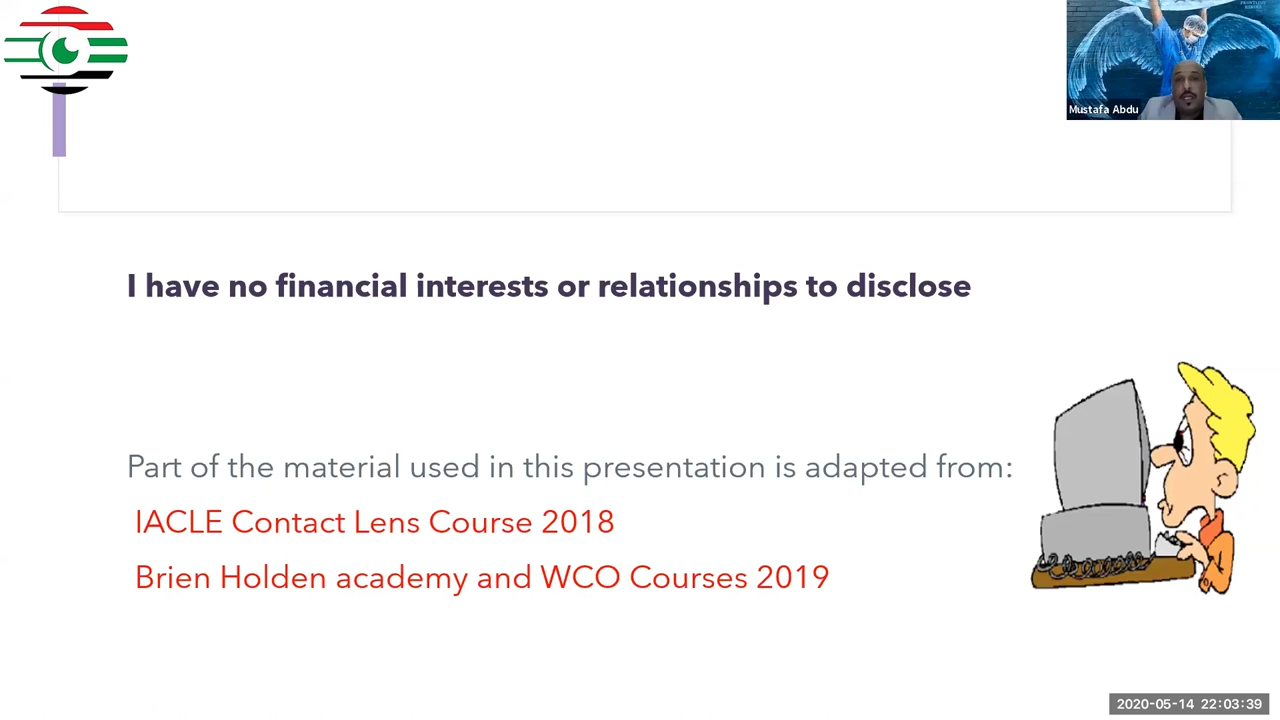 Mustafa Abdu
I have no financial interests or relationships to disclose
Part of the material used in this presentation is adapted from:
IACLE Contact Lens Course 2018
Brien Holden academy and WCO Courses 2019
2020-05-14 22:03:39